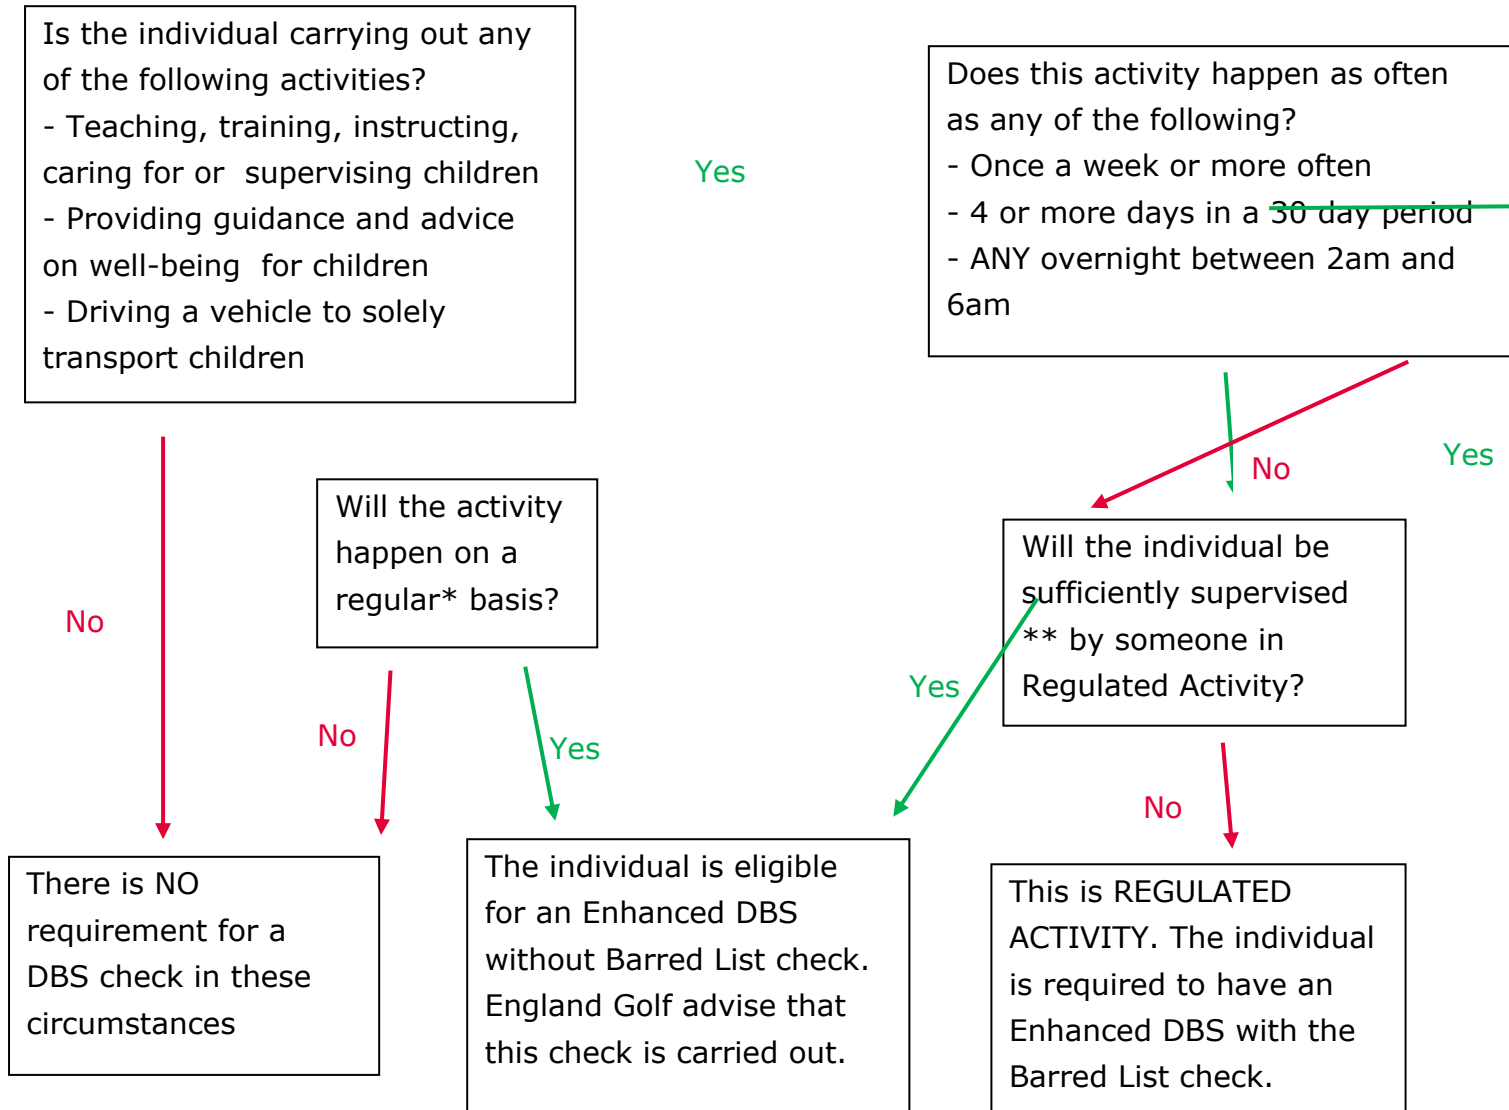 Is the individual carrying out any
of the following activities?
- Teaching, training, instructing,
caring for or supervising children
- Providing guidance and advice
on well-being for children
- Driving a vehicle to solely
transport children
Yes
Does this activity happen as often
as any of the following?
- Once a week or more often
- 4 or more days in a 30 day period
- ANY overnight between 2am and
6am
No
Will the activity
happen on a
regular* basis?
No
Yes
No
Yes
Will the individual be
sufficiently supervised
** by someone in
Regulated Activity?
Yes
No
There is NO
requirement for a
DBS check in these
circumstances
The individual is eligible
for an Enhanced DBS
without Barred List check.
England Golf advise that
this check is carried out.
This is REGULATED
ACTIVITY. The individual
is required to have an
Enhanced DBS with the
Barred List check.